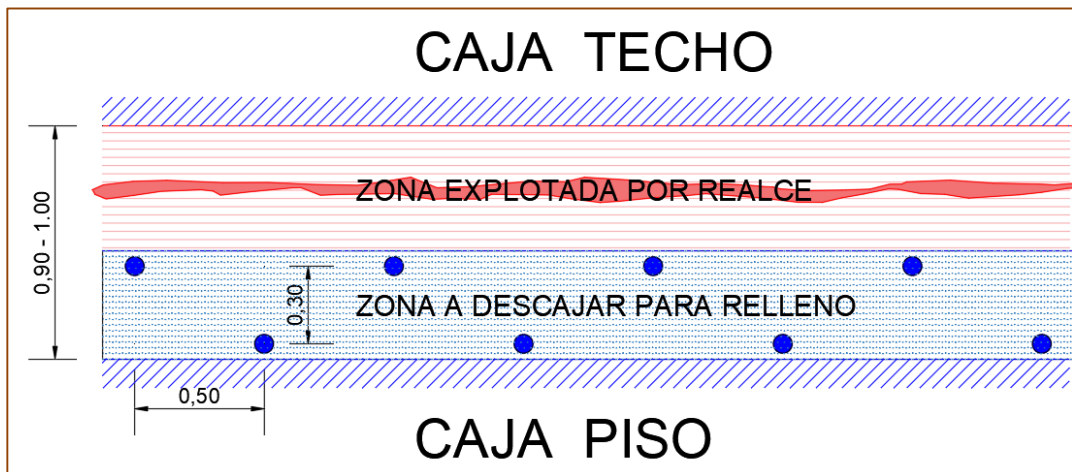 CAJA TECHO
ZONA EXPLOTADA POR REALCE
0,90 - 1.00
0,30
ZONA A DESCAJAR PARA RELLENO
0,50
CAJA PISO